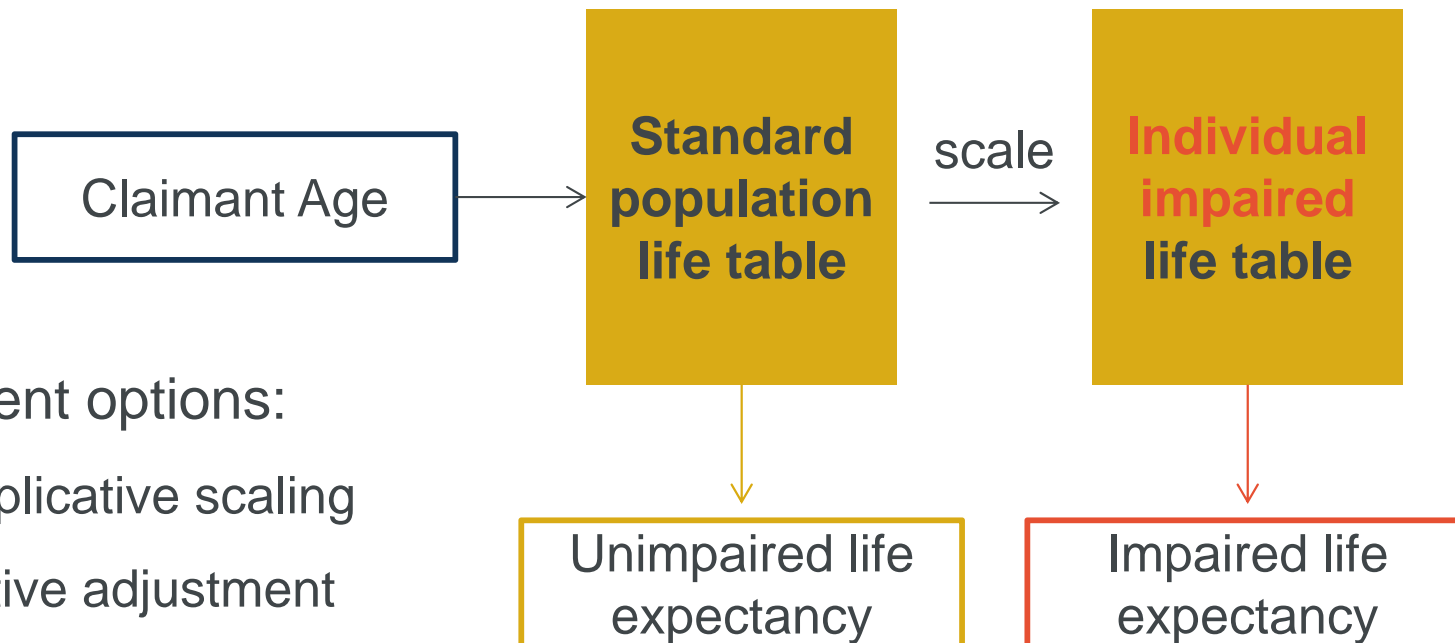 Claimant Age
Standard
population
life table
scale
Individual
impaired
life table
ent options:
plicative scaling
tive adjustment
Unimpaired life
expectancy
Impaired life
expectancy